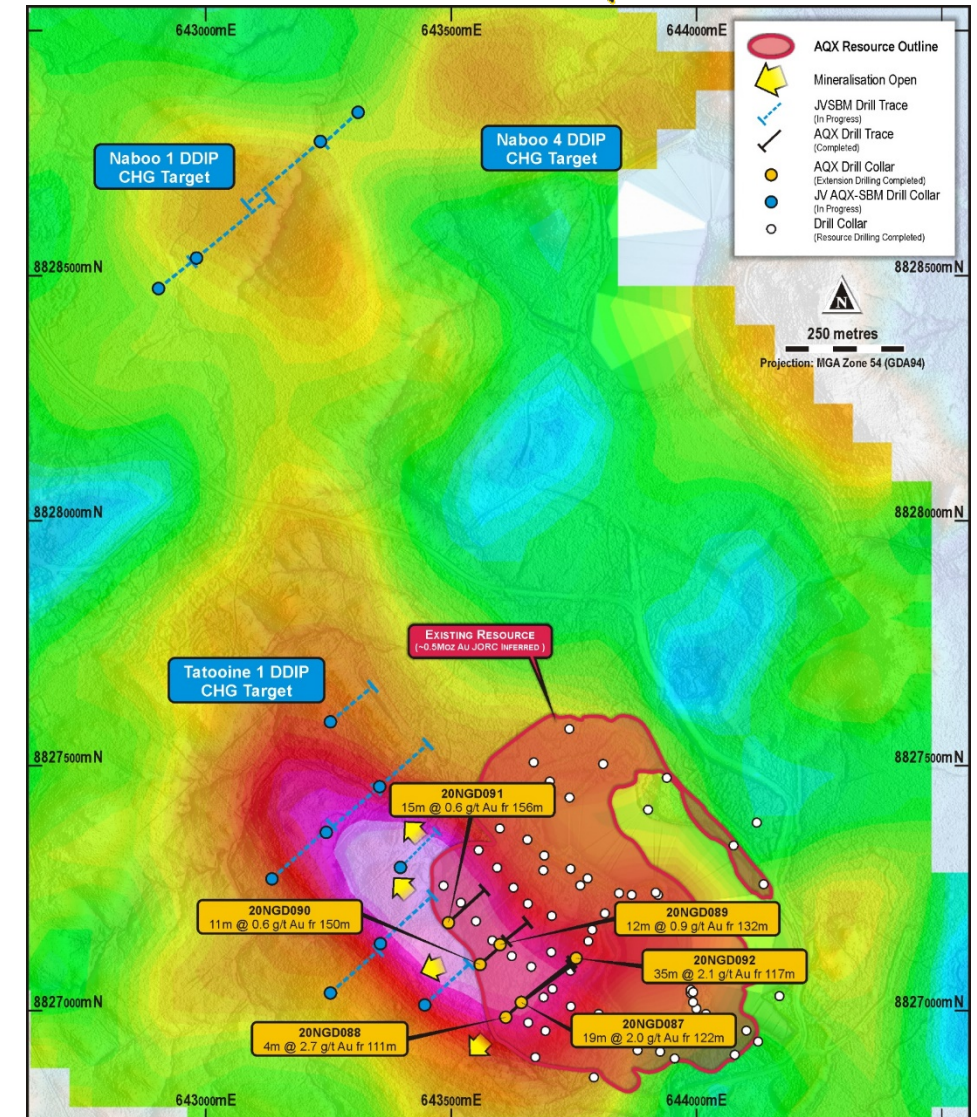 643000mE
643500mE
644000mE
AQX Resource Outline
Mineralisation Open
JVSBM Drill Trace
(In Progress)
AQX Drill Trace
(Completed)
AQX Drill Collar
(Extension Drilling Completed)
JV AQX-SBM Drill Collar
(In Progress)
Drill Collar
(Resource Drilling Completed)
Naboo 1 DDIP
CHG Target
Naboo 4 DDIP
CHG Target
8828500mN
8828500mN
N
250 metres
Projection: MGA Zone 54 (GDA94)
8828000mN
8828000mN
EXISTING RESOURCE
(~0.5MOZ AU JORC INFERRED )
Tatooine 1 DDIP
CHG Target
8827500mN
8827500mN
20NGD091
15m @ 0.6 g/t Au fr 156m
20NGD090
11m @ 0.6 g/t Au fr 150m
20NGD089
12m @ 0.9 g/t Au fr 132m
20NGD092
35m @ 2.1 g/t Au fr 117m
8827000mN
8827000mN
20NGD088
4m @ 2.7 g/t Au fr 111m
20NGD087
19m @ 2.0 g/t Au fr 122m
643000mE
643500mE
644000mE